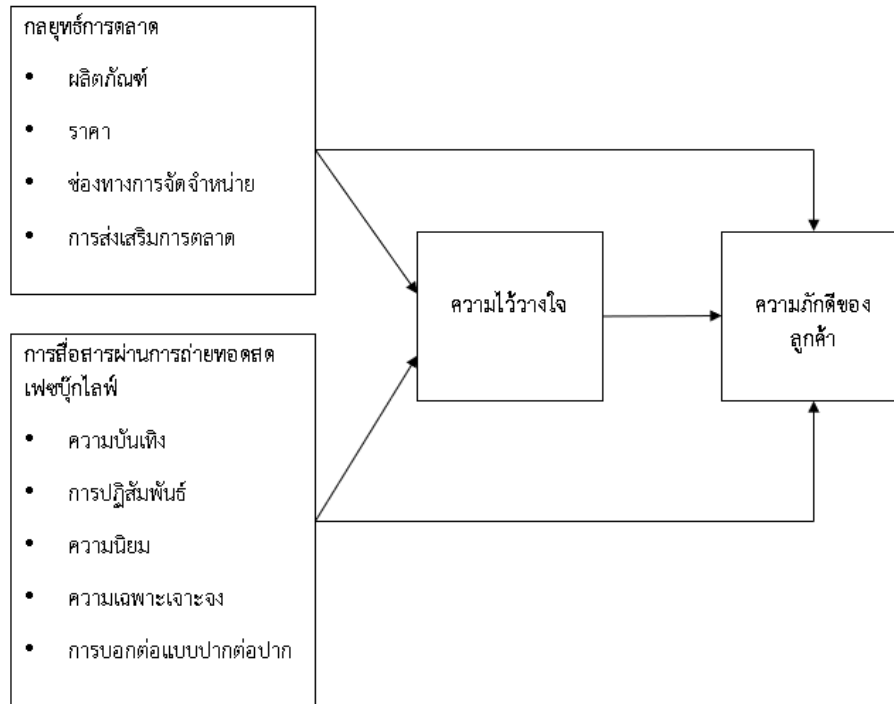 กลยุทธ์การตลาด
• ผลิตภัณฑ์
• ราคา
• ช่องทางการจัดจำหน่าย
• การส่งเสริมการตลาด
การสื่อสารผ่านการถ่ายทอดสด
เฟซบุ๊กไลฟ์
• ความบันเทิง
• การปฏิสัมพันธ์
• ความนิยม
• ความเฉพาะเจาะจง
• การบอกต่อแบบปากต่อปาก
ความไว้วางใจ
ความภักดีของ
ลูกค้า